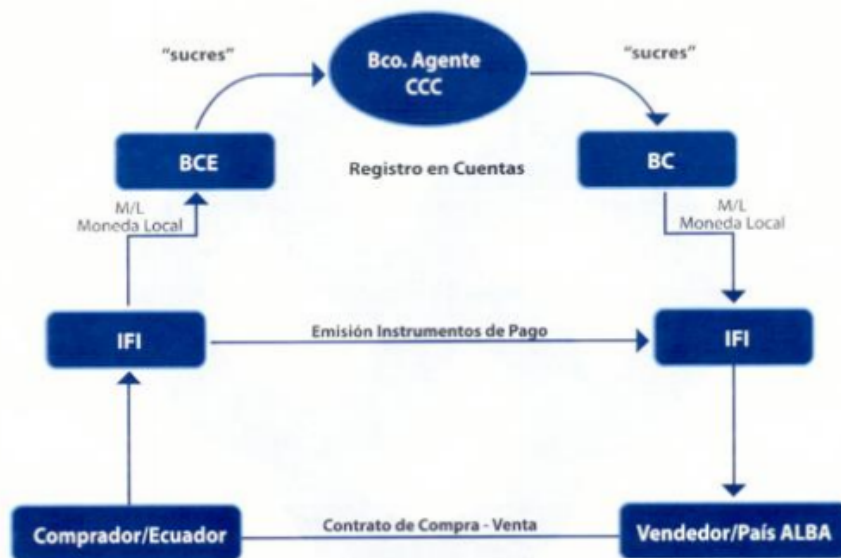 "sucres"
Bco. Agente
CCC
"sucres"
BCE
Registro en Cuentas
BC
M/L
Moneda Local
M/L
Moneda Local
IFI
Emisión Instrumentos de Pago
IFI
Comprador/Ecuador
Contrato de Compra - Venta
Vendedor/País ALBA